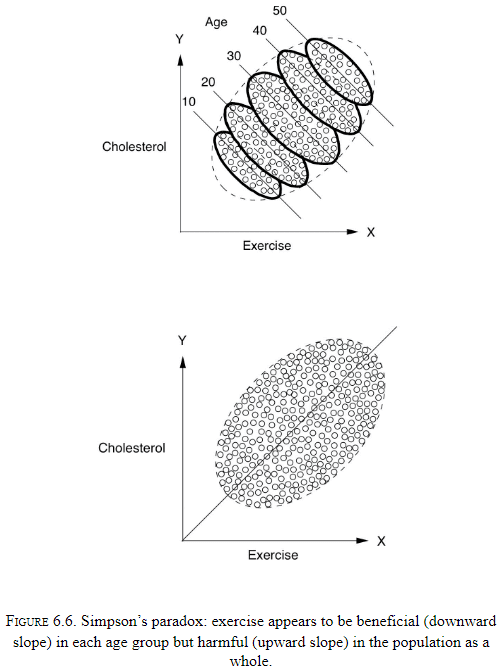 50
Age
40
Y
30
20
10
Cholesterol
X
Exercise
Y
Cholesterol
X
Exercise
FIGURE 6.6. Simpson’s paradox: exercise appears to be beneficial (downward
slope) in each age group but harmful (upward slope) in the population as a
whole.